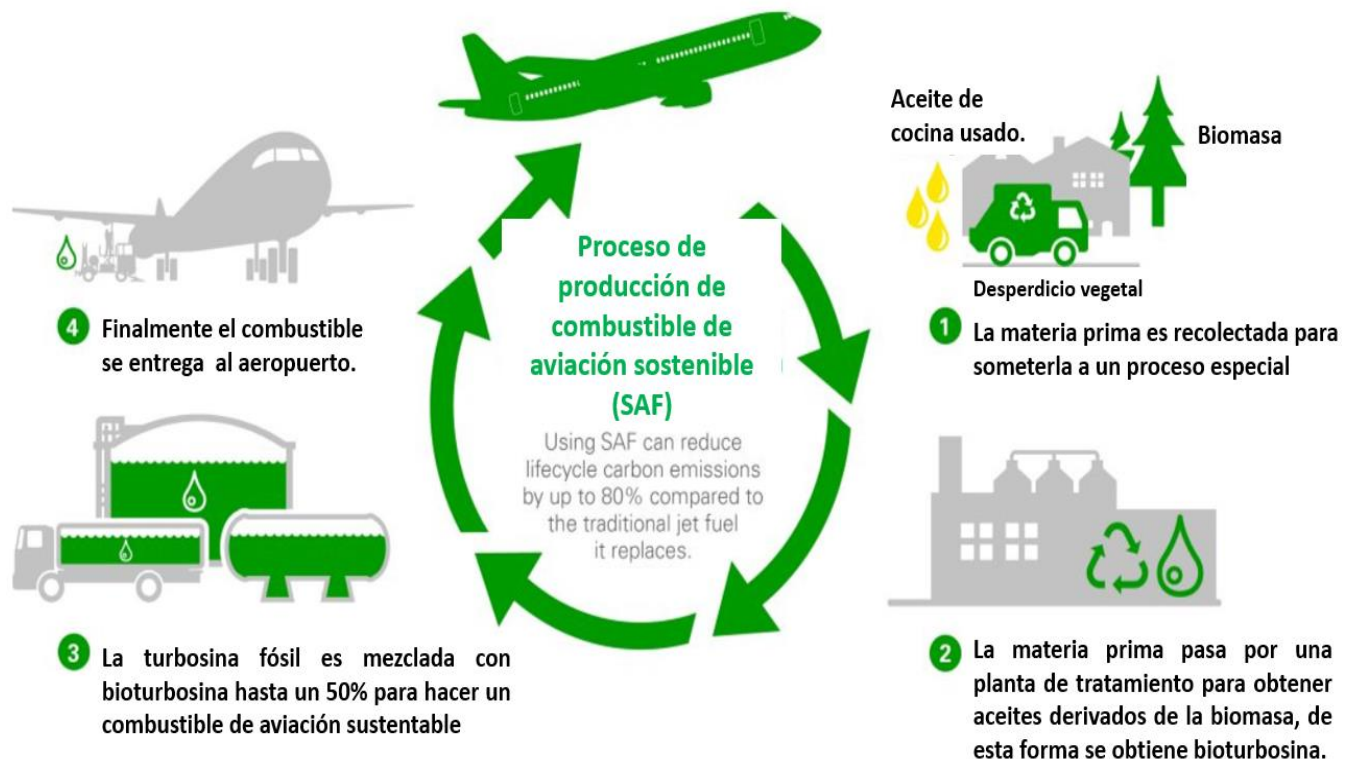 Proceso de
producción de
combustible de
aviación sostenible
(SAF)
Using SAF can reduce
lifecycle carbon emissions
by up to 80% compared to
the traditional jet fuel
it replaces.
Aceite de
cocina usado.
Biomasa
Desperdicio vegetal
1 La materia prima es recolectada para
someterla a un proceso especial
2 La materia prima pasa por una
planta de tratamiento para obtener
aceites derivados de la biomasa, de
esta forma se obtiene bioturbosina.
3 La turbosina fósil es mezclada con
bioturbosina hasta un 50% para hacer un
combustible de aviación sustentable
4 Finalmente el combustible
se entrega al aeropuerto.